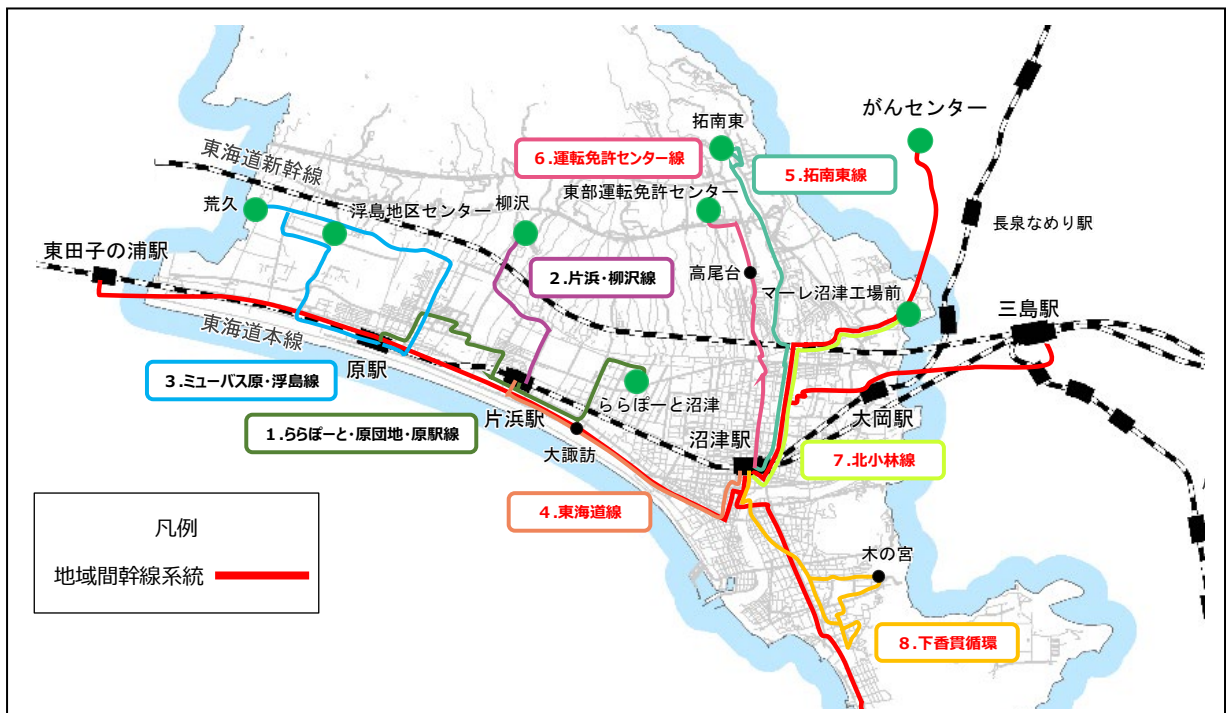 がんセンター
拓南東
6.運転免許センター線
5.拓南東線
東海道新幹線
東部運転免許センター
荒久
浮島地区センター
柳沢
長泉なめり駅
東田子の浦駅
2.片浜・柳沢線
高尾台
マーレ沼津工場前
三島駅
東海道本線
原駅
3.ミューバス原・浮島線
ららぽーと沼津
片浜駅
大岡駅
1.ららぽーと・原団地・原駅線
大諏訪
沼津駅
7.北小林線
4.東海道線
凡例
地域間幹線系統
木の宮
8.下香貫循環